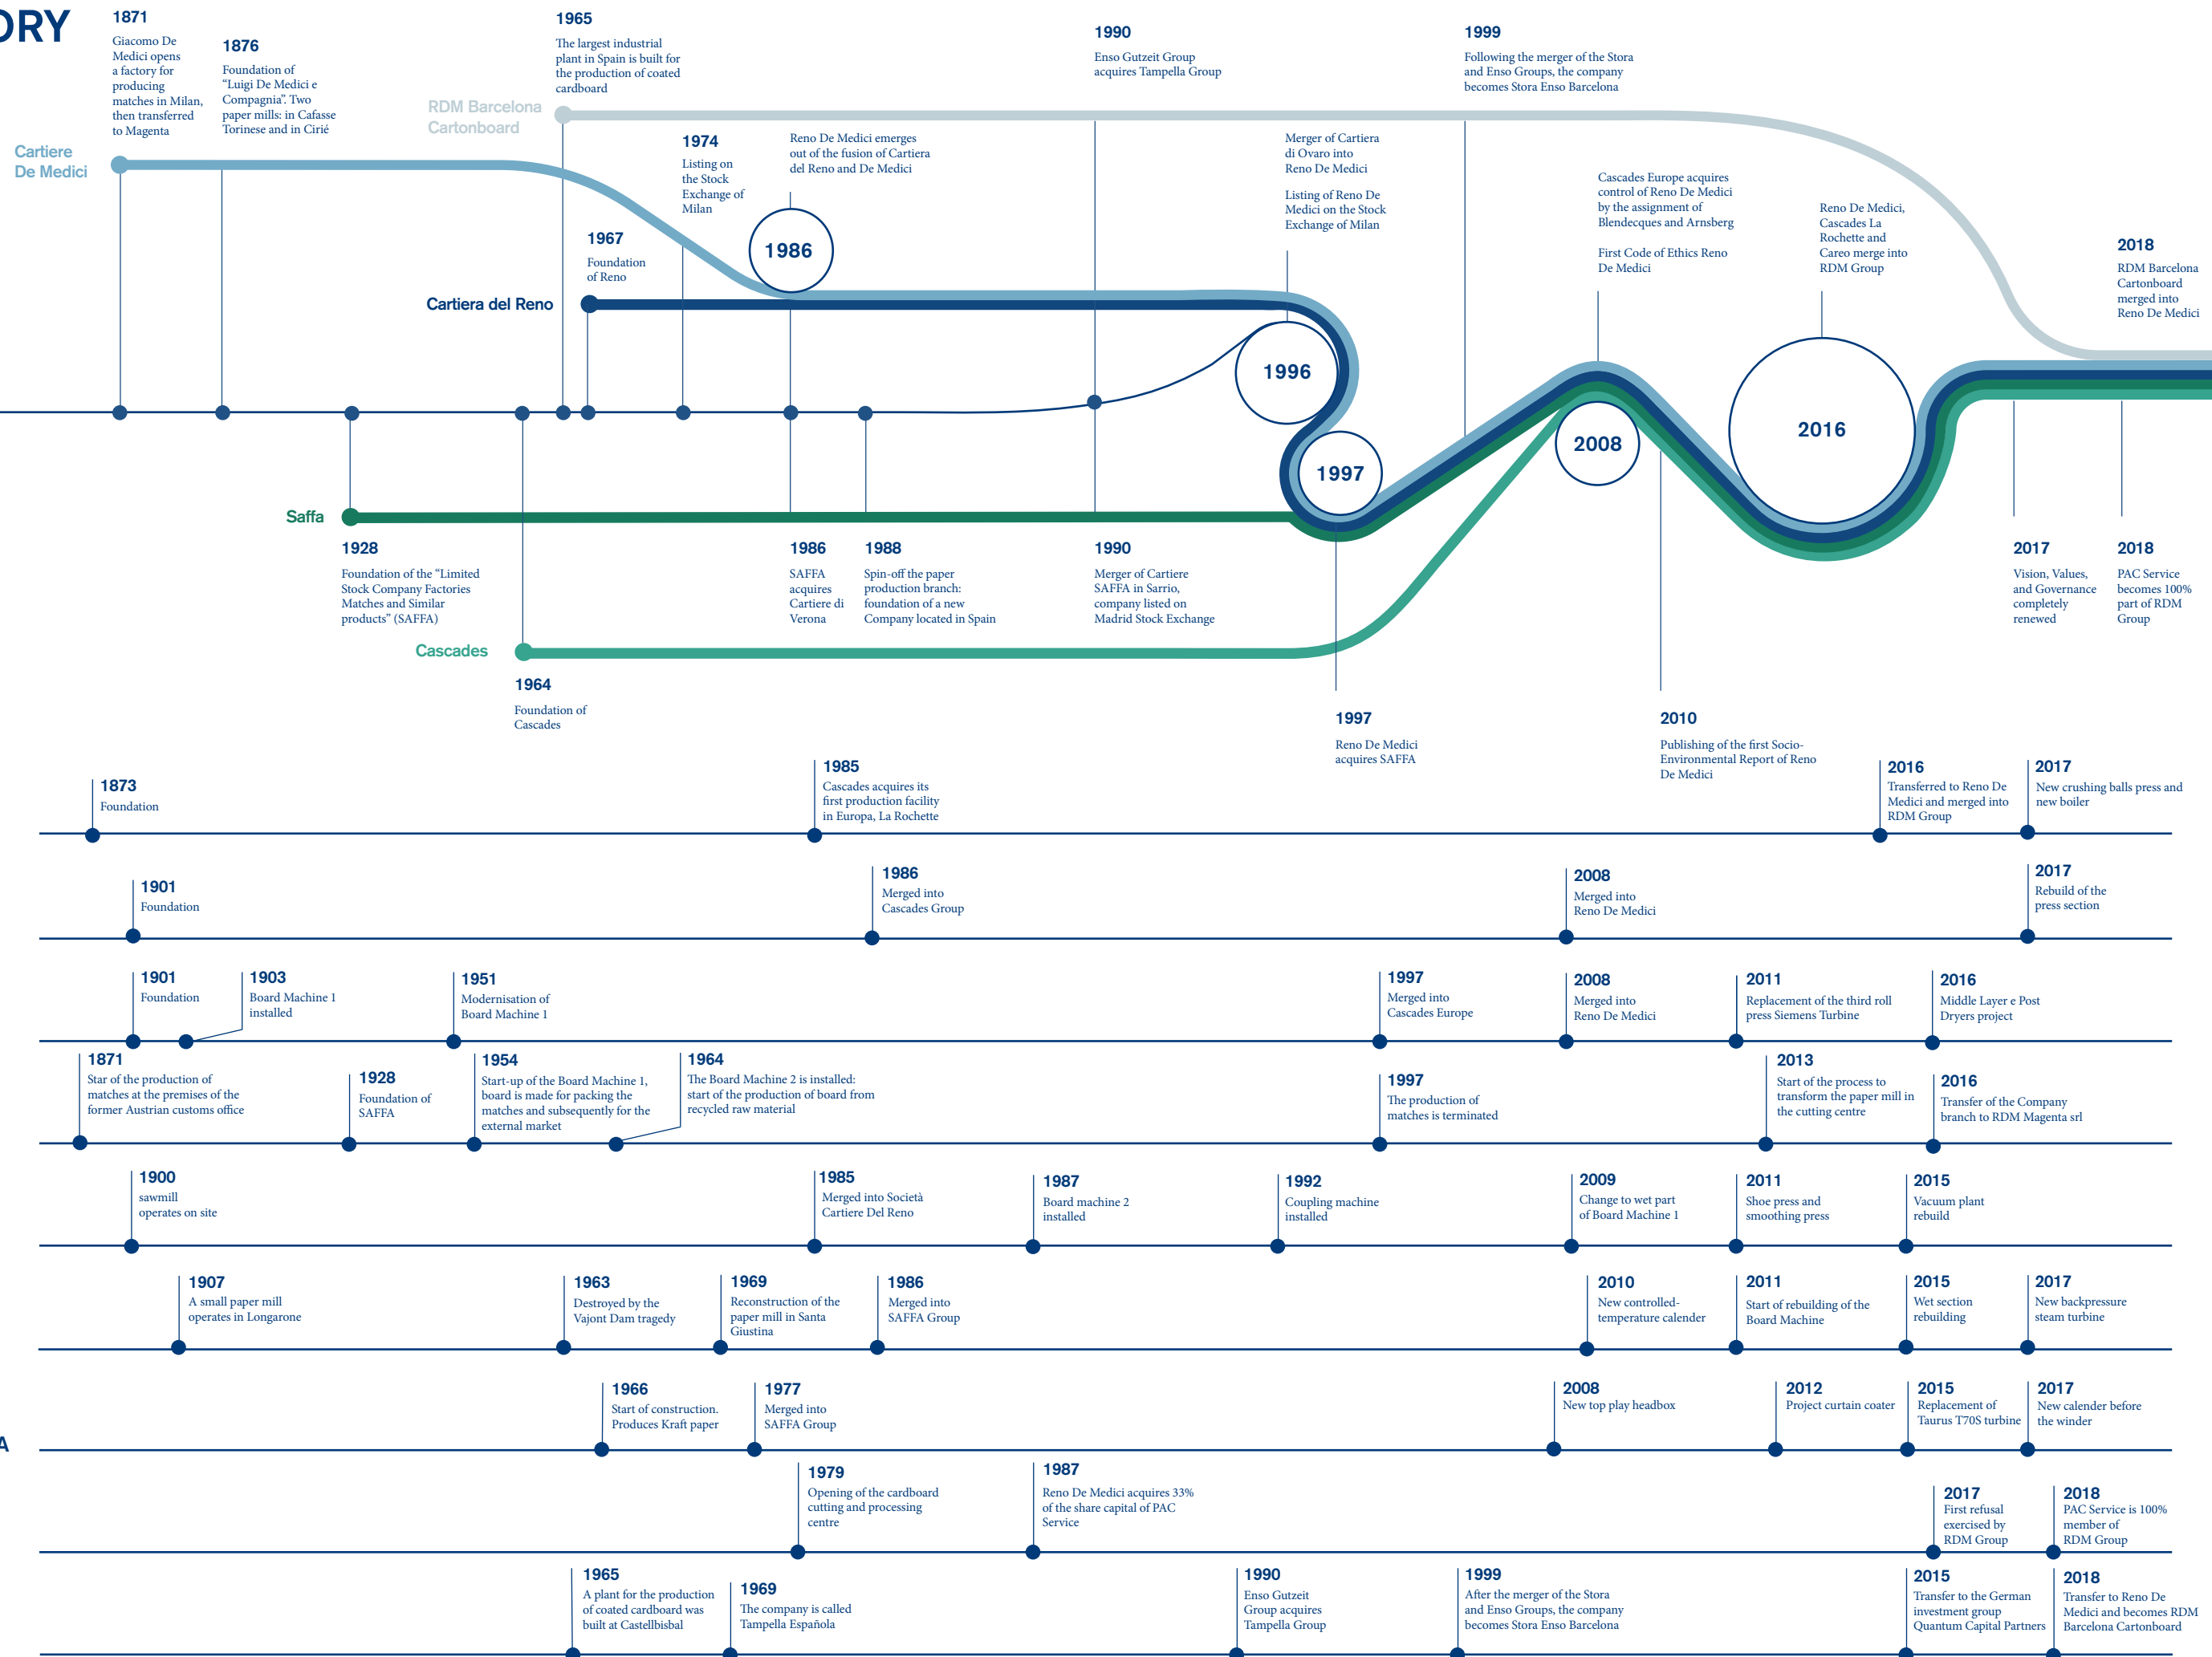 ORY
1871
Giacomo De
Medici opens
a factory for
producing
matches in Milan,
then transferred
to Magenta
1876
Foundation of
“Luigi De Medici e
Compagnia”. Two
paper mills: in Cafasse
Torinese and in Cirié
1965
The largest industrial
plant in Spain is built for
the production of coated
cardboard
1990
Enso Gutzeit Group
acquires Tampella Group
1999
Following the merger of the Stora
and Enso Groups, the company
becomes Stora Enso Barcelona
RDM Barcelona
Cartonboard
Cartiere
De Medici
1974
Listing on
the Stock
Exchange of
Milan
Reno De Medici emerges
out of the fusion of Cartiera
del Reno and De Medici
1986
Merger of Cartiera
di Ovaro into
Reno De Medici
Listing of Reno De
Medici on the Stock
Exchange of Milan
Cascades Europe acquires
control of Reno De Medici
by the assignment of
Blendecques and Arnsberg
First Code of Ethics Reno
De Medici
Reno De Medici,
Cascades La
Rochette and
Careo merge into
RDM Group
2018
RDM Barcelona
Cartonboard
merged into
Reno De Medici
1967
Foundation
of Reno
Cartiera del Reno
1996
1997
2008
2016
Saffa
1928
Foundation of the “Limited
Stock Company Factories
Matches and Similar
products” (SAFFA)
1986
SAFFA
acquires
Cartiere di
Verona
1988
Spin-off the paper
production branch:
foundation of a new
Company located in Spain
1990
Merger of Cartiere
SAFFA in Sarrio,
company listed on
Madrid Stock Exchange
2017
Vision, Values,
and Governance
completely
renewed
2018
PAC Service
becomes 100%
part of RDM
Group
Cascades
1964
Foundation of
Cascades
1997
Reno De Medici
acquires SAFFA
2010
Publishing of the first Socio-
Environmental Report of Reno
De Medici
1873
Foundation
1985
Cascades acquires its
first production facility
in Europa, La Rochette
2016
Transferred to Reno De
Medici and merged into
RDM Group
2017
New crushing balls press and
new boiler
1901
Foundation
1986
Merged into
Cascades Group
2008
Merged into
Reno De Medici
2017
Rebuild of the
press section
1901
Foundation
1903
Board Machine 1
installed
1951
Modernisation of
Board Machine 1
1997
Merged into
Cascades Europe
2008
Merged into
Reno De Medici
2011
Replacement of the third roll
press Siemens Turbine
2016
Middle Layer e Post
Dryers project
1871
Star of the production of
matches at the premises of the
former Austrian customs office
1928
Foundation of
SAFFA
1954
Start-up of the Board Machine 1,
board is made for packing the
matches and subsequently for the
external market
1964
The Board Machine 2 is installed:
start of the production of board from
recycled raw material
1997
The production of
matches is terminated
2013
Start of the process to
transform the paper mill in
the cutting centre
2016
Transfer of the Company
branch to RDM Magenta srl
1900
sawmill
operates on site
1985
Merged into Società
Cartiere Del Reno
1987
Board machine 2
installed
1992
Coupling machine
installed
2009
Change to wet part
of Board Machine 1
2011
Shoe press and
smoothing press
2015
Vacuum plant
rebuild
1907
A small paper mill
operates in Longarone
1963
Destroyed by the
Vajont Dam tragedy
1969
Reconstruction of the
paper mill in Santa
Giustina
1986
Merged into
SAFFA Group
2010
New controlled-
temperature calender
2011
Start of rebuilding of the
Board Machine
2015
Wet section
rebuilding
2017
New backpressure
steam turbine
A
1966
Start of construction.
Produces Kraft paper
1977
Merged into
SAFFA Group
2008
New top play headbox
2012
Project curtain coater
2015
Replacement of
Taurus T70S turbine
2017
New calender before
the winder
1979
Opening of the cardboard
cutting and processing
centre
1987
Reno De Medici acquires 33%
of the share capital of PAC
Service
2017
First refusal
exercised by
RDM Group
2018
PAC Service is 100%
member of
RDM Group
1965
A plant for the production
of coated cardboard was
built at Castellbisbal
1969
The company is called
Tampella Española
1990
Enso Gutzeit
Group acquires
Tampella Group
1999
After the merger of the Stora
and Enso Groups, the company
becomes Stora Enso Barcelona
2015
Transfer to the German
investment group
Quantum Capital Partners
2018
Transfer to Reno De
Medici and becomes RDM
Barcelona Cartonboard